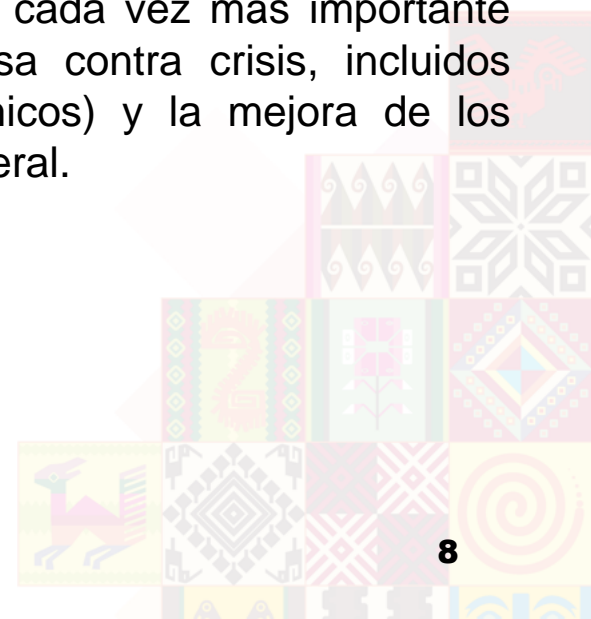 cada vez más importante
sa contra crisis, incluidos
nicos) y la mejora de los
eral.
8